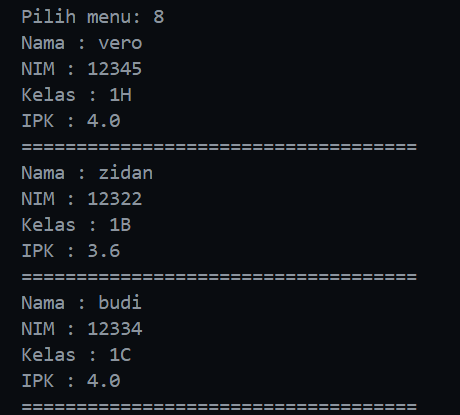 Pilih menu: 8
Nama : vero
NIM : 12345
Kelas : 1H
IPK : 4.0
====================================
Nama : zidan
NIM : 12322
Kelas : 1B
IPK : 3.6
====================================
Nama : budi
NIM : 12334
Kelas : 1C
IPK : 4.0
====================================